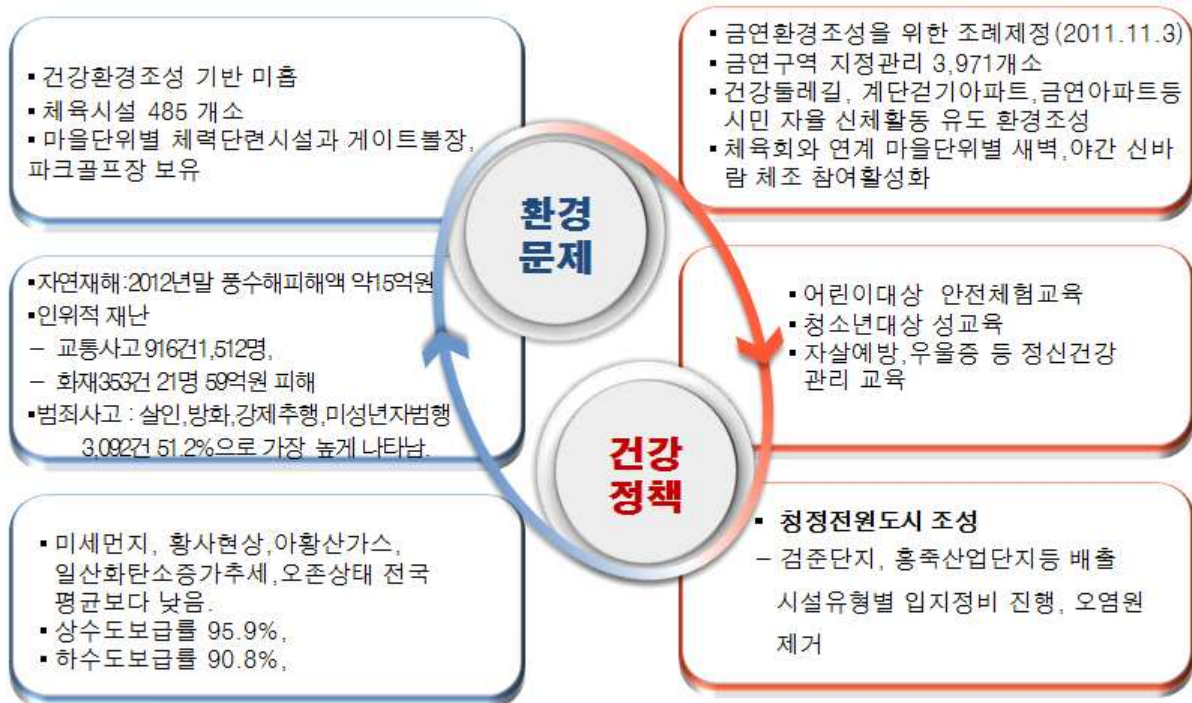 ▪ 건강환경조성 기반 미흡
▪ 체육시설 485 개소
▪ 마을단위별 체력단련시설과 게이트볼장,
파크골프장 보유
▪자연재해:2012년말 풍수해피해액 약15억원
▪인위적 재난
– 교통사고 916건1,512명,
– 화재353건 21명 59억원 피해
▪범죄사고 : 살인,방화,강제추행,미성년자범행
3,092건 51.2%으로 가장 높게 나타남.
▪ 미세먼지, 황사현상,아황산가스,
일산화탄소증가추세,오존상태 전국
평균보다 낮음.
▪ 상수도보급률 95.9%,
▪ 하수도보급률 90.8%,
환경
문제
건강
정책
▪ 금연환경조성을 위한 조례제정(2011.11.3)
▪ 금연구역 지정관리 3,971개소
▪ 건강둘레길, 계단걷기아파트,금연아파트등
시민 자율 신체활동 유도 환경조성
▪ 체육회와 연계 마을단위별 새벽,야간 신바
람 체조 참여활성화
▪ 어린이대상 안전체험교육
▪ 청소년대상 성교육
▪ 자살예방,우울증 등 정신건강
관리 교육
▪ 청정전원도시 조성
– 검준단지, 홍죽산업단지등 배출
시설유형별 입지정비 진행, 오염원
제거